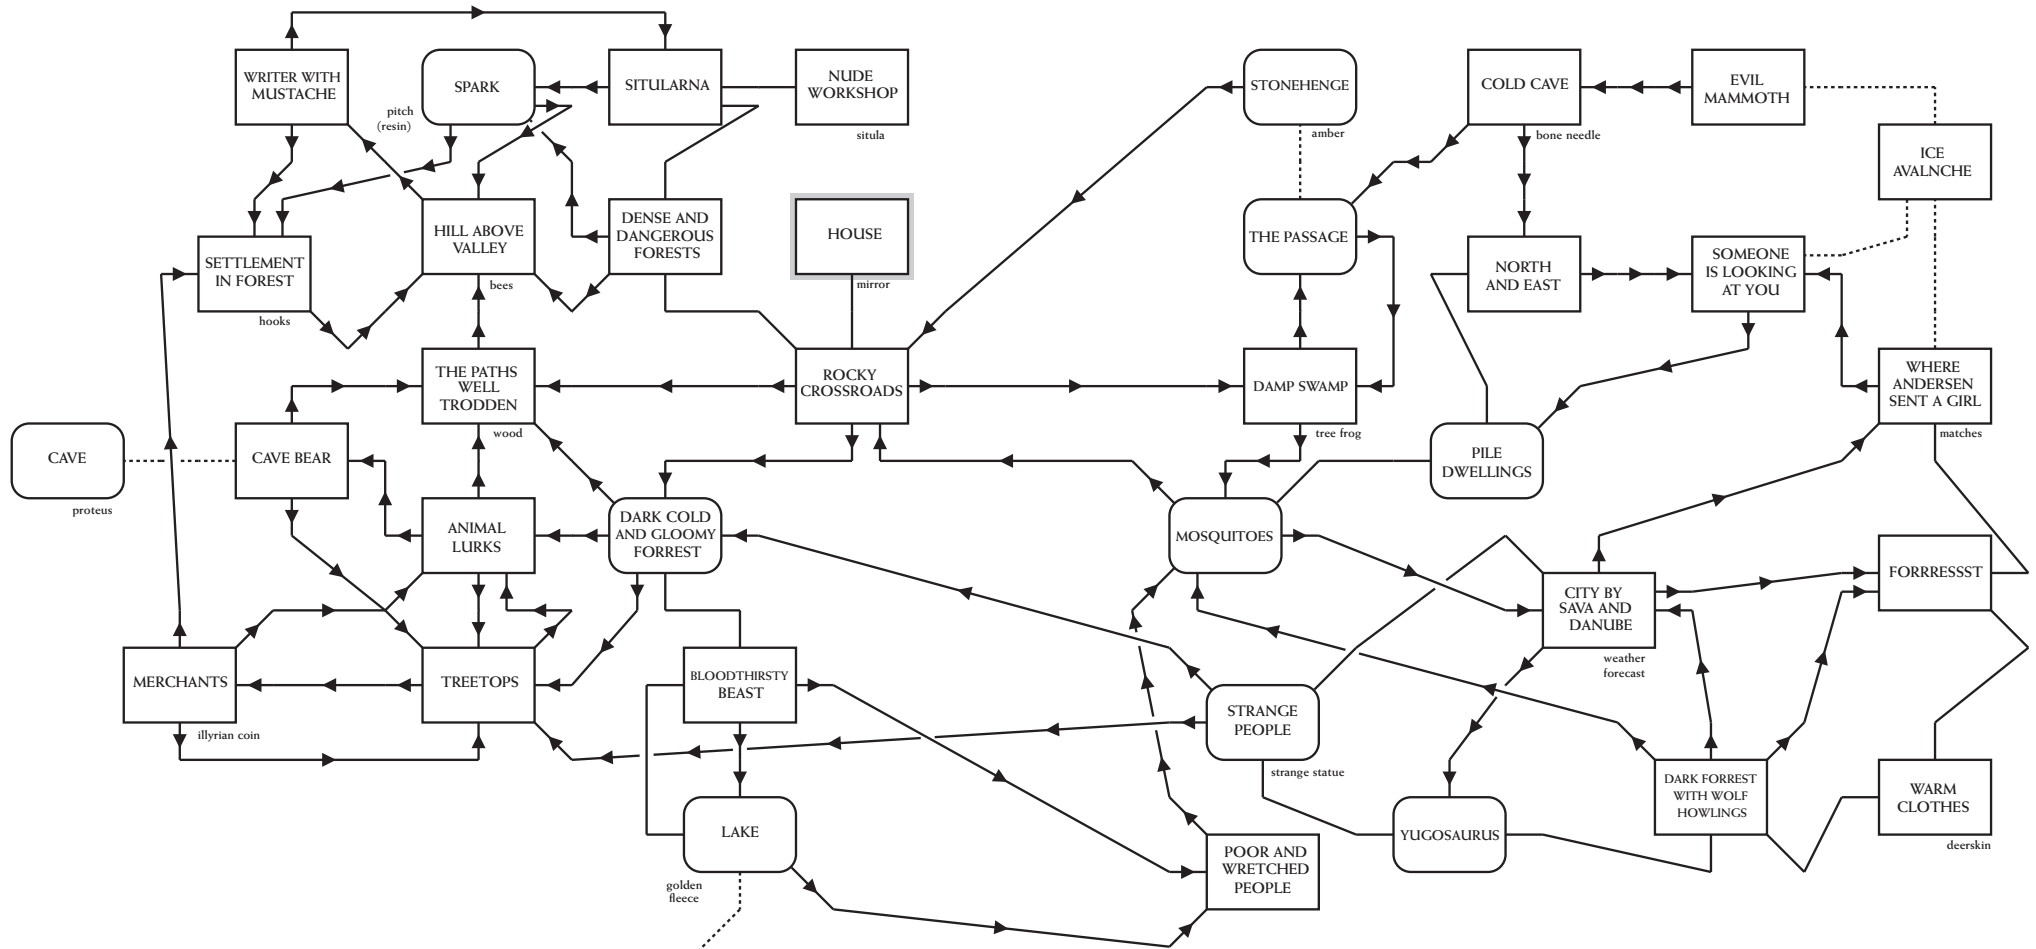 WRITER WITH
MUSTACHE
SPARK
pitch
(resin)
SITULARNA
NUDE
WORKSHOP
situla
STONEHENGE
amber
COLD CAVE
bone needle
EVIL
MAMMOTH
ICE
AVALNCHE
SETTLEMENT
IN FOREST
hooks
HILL ABOVE
VALLEY
bees
DENSE AND
DANGEROUS
FORESTS
HOUSE
mirror
THE PASSAGE
NORTH
AND EAST
SOMEONE
IS LOOKING
AT YOU
THE PATHS
WELL
TRODDEN
wood
ROCKY
CROSSROADS
DAMP SWAMP
tree frog
WHERE
ANDERSEN
SENT A GIRL
matches
CAVE
proteus
CAVE BEAR
PILE
DWELLINGS
ANIMAL
LURKS
DARK COLD
AND GLOOMY
FORREST
MOSQUITOES
CITY BY
SAVA AND
DANUBE
weather
forecast
FORRRESSST
MERCHANTS
illyrian coin
TREETOPS
BLOODTHIRSTY
BEAST
STRANGE
PEOPLE
strange statue
DARK FORREST
WITH WOLF
HOWLINGS
WARM
CLOTHES
deerskin
LAKE
golden
fleece
POOR AND
WRETCHED
PEOPLE
YUGOSAURUS